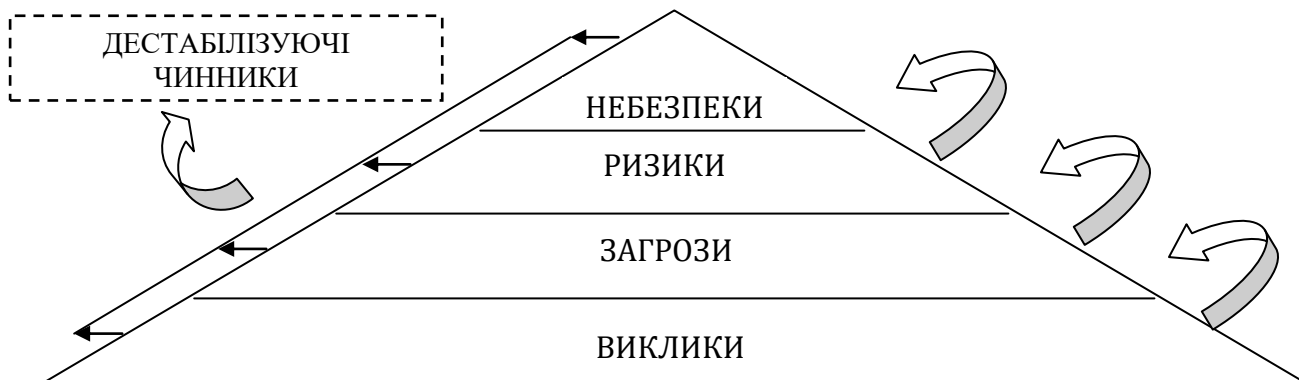 ДЕСТАБІЛІЗУЮЧІ
ЧИННИКИ
НЕБЕЗПЕКИ
РИЗИКИ
ЗАГРОЗИ
ВИКЛИКИ